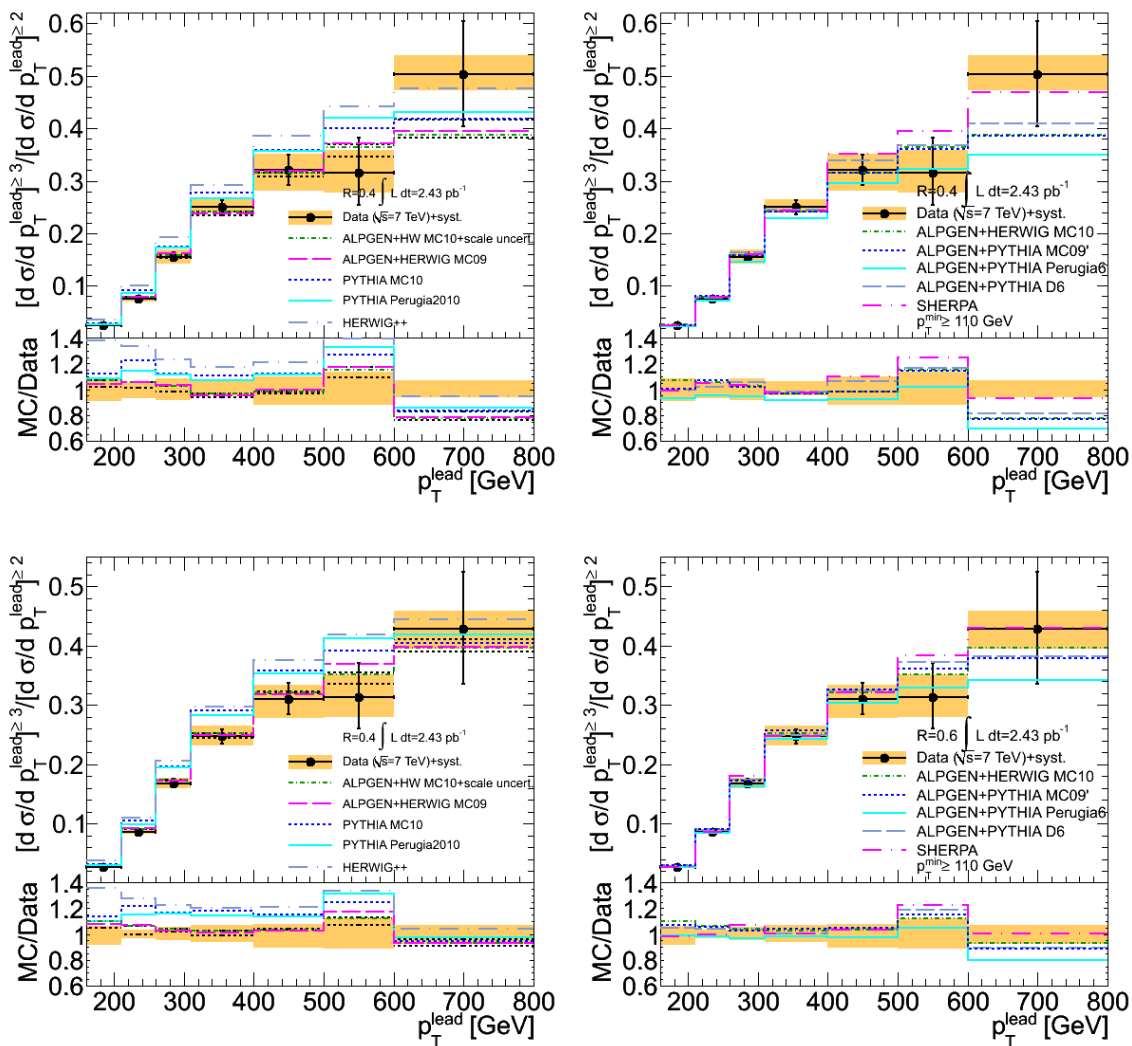 [d σ/d p_T^lead]^≥ 3/[d σ/d p_T^lead]^≥ 2
0.6
0.5
0.4
0.3
0.2
0.1
R=0.4 ∫ L dt=2.43 pb⁻¹
Data (√s=7 TeV)+syst.
ALPGEN+HW MC10+scale uncert
ALPGEN+HERWIG MC09
PYTHIA MC10
PYTHIA Perugia2010
HERWIG++
MC/Data
1.4
1.2
1
0.8
0.6
200 300 400 500 600 700 800
p_T^lead [GeV]
[d σ/d p_T^lead]^≥ 3/[d σ/d p_T^lead]^≥ 2
0.6
0.5
0.4
0.3
0.2
0.1
R=0.4 ∫ L dt=2.43 pb⁻¹
Data (√s=7 TeV)+syst.
ALPGEN+HERWIG MC10
ALPGEN+PYTHIA MC09'
ALPGEN+PYTHIA Perugia6
ALPGEN+PYTHIA D6
SHERPA
p_T^min ≥ 110 GeV
MC/Data
1.4
1.2
1
0.8
0.6
200 300 400 500 600 700 800
p_T^lead [GeV]
[d σ/d p_T^lead]^≥ 3/[d σ/d p_T^lead]^≥ 2
0.5
0.4
0.3
0.2
0.1
R=0.4 ∫ L dt=2.43 pb⁻¹
Data (√s=7 TeV)+syst.
ALPGEN+HW MC10+scale uncert
ALPGEN+HERWIG MC09
PYTHIA MC10
PYTHIA Perugia2010
HERWIG++
MC/Data
1.4
1.2
1
0.8
0.6
200 300 400 500 600 700 800
p_T^lead [GeV]
[d σ/d p_T^lead]^≥ 3/[d σ/d p_T^lead]^≥ 2
0.5
0.4
0.3
0.2
0.1
R=0.6 ∫ L dt=2.43 pb⁻¹
Data (√s=7 TeV)+syst.
ALPGEN+HERWIG MC10
ALPGEN+PYTHIA MC09'
ALPGEN+PYTHIA Perugia6
ALPGEN+PYTHIA D6
SHERPA
p_T^min ≥ 110 GeV
MC/Data
1.4
1.2
1
0.8
0.6
200 300 400 500 600 700 800
p_T^lead [GeV]